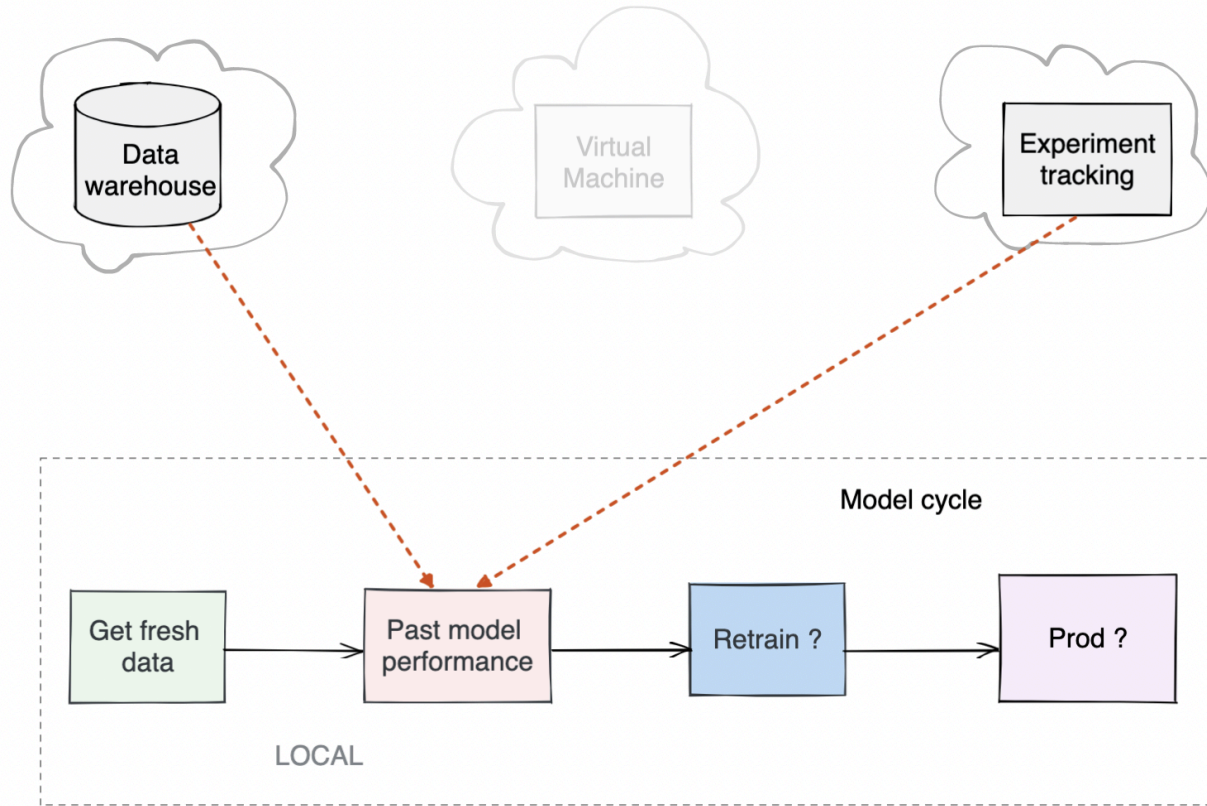 Data
warehouse
Virtual
Machine
Experiment
tracking
Model cycle
Get fresh
data
Past model
performance
Retrain ?
Prod ?
LOCAL